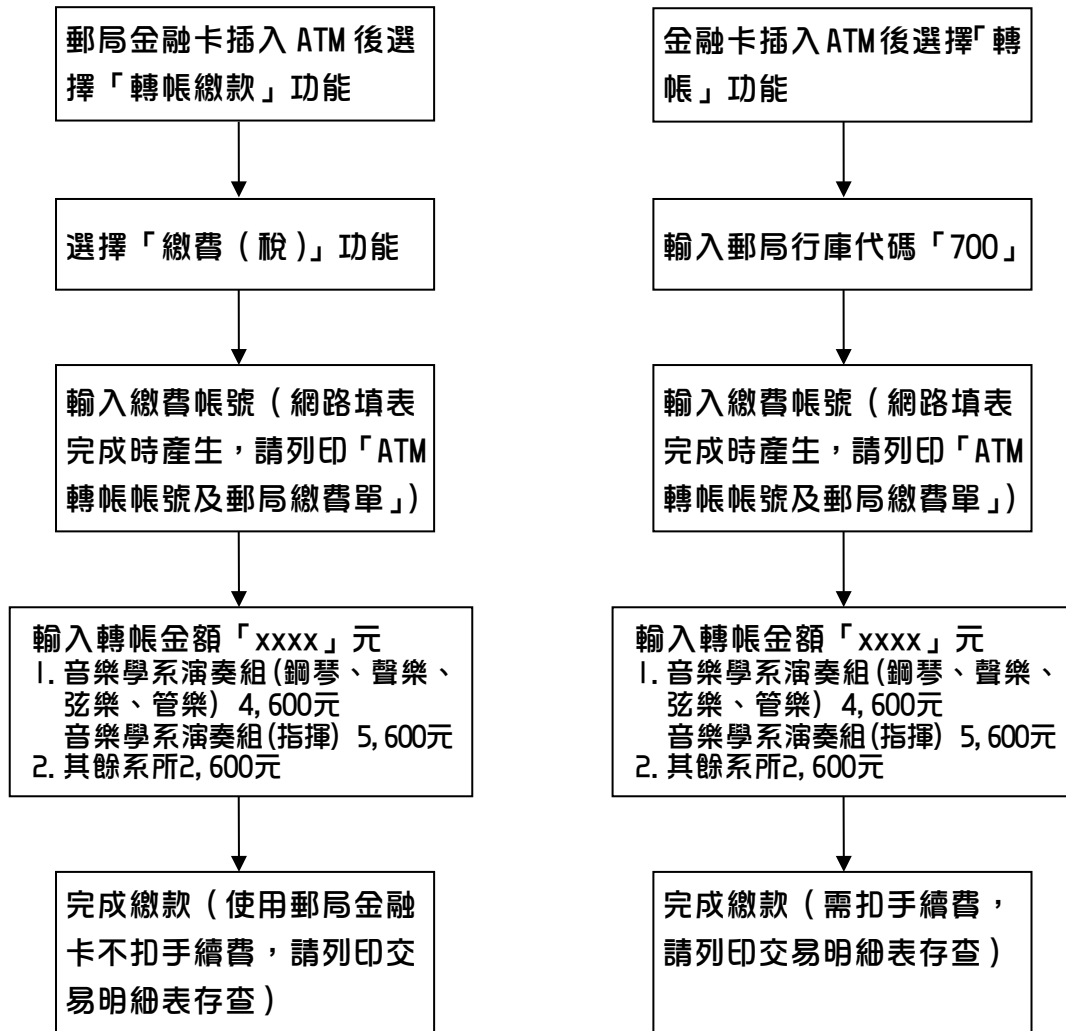 郵局金融卡插入 ATM 後選
擇「轉帳繳款」功能
選擇「繳費（稅）」功能
輸入繳費帳號（網路填表
完成時產生，請列印「ATM
轉帳帳號及郵局繳費單」）
輸入轉帳金額「xxxx」元
1. 音樂學系演奏組(鋼琴、聲樂、
弦樂、管樂) 4,600元
音樂學系演奏組(指揮) 5,600元
2. 其餘系所2,600元
完成繳款（使用郵局金融
卡不扣手續費，請列印交
易明細表存查）
金融卡插入 ATM 後選擇「轉
帳」功能
輸入郵局行庫代碼「700」
輸入繳費帳號（網路填表
完成時產生，請列印「ATM
轉帳帳號及郵局繳費單」）
輸入轉帳金額「xxxx」元
1. 音樂學系演奏組(鋼琴、聲樂、
弦樂、管樂) 4,600元
音樂學系演奏組(指揮) 5,600元
2. 其餘系所2,600元
完成繳款（需扣手續費，
請列印交易明細表存查）